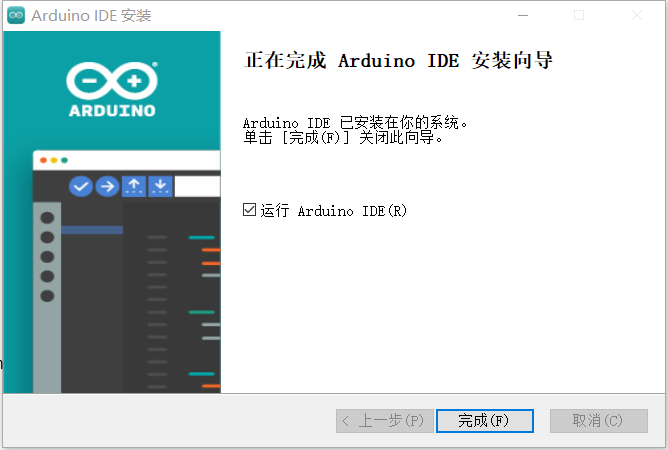 Arduino IDE 安装
ARDUINO
正在完成 Arduino IDE 安装向导
Arduino IDE 已安装在你的系统。
单击 [完成(F)] 关闭此向导。
运行 Arduino IDE(R)
< 上一步(P)
完成(F)
取消(C)